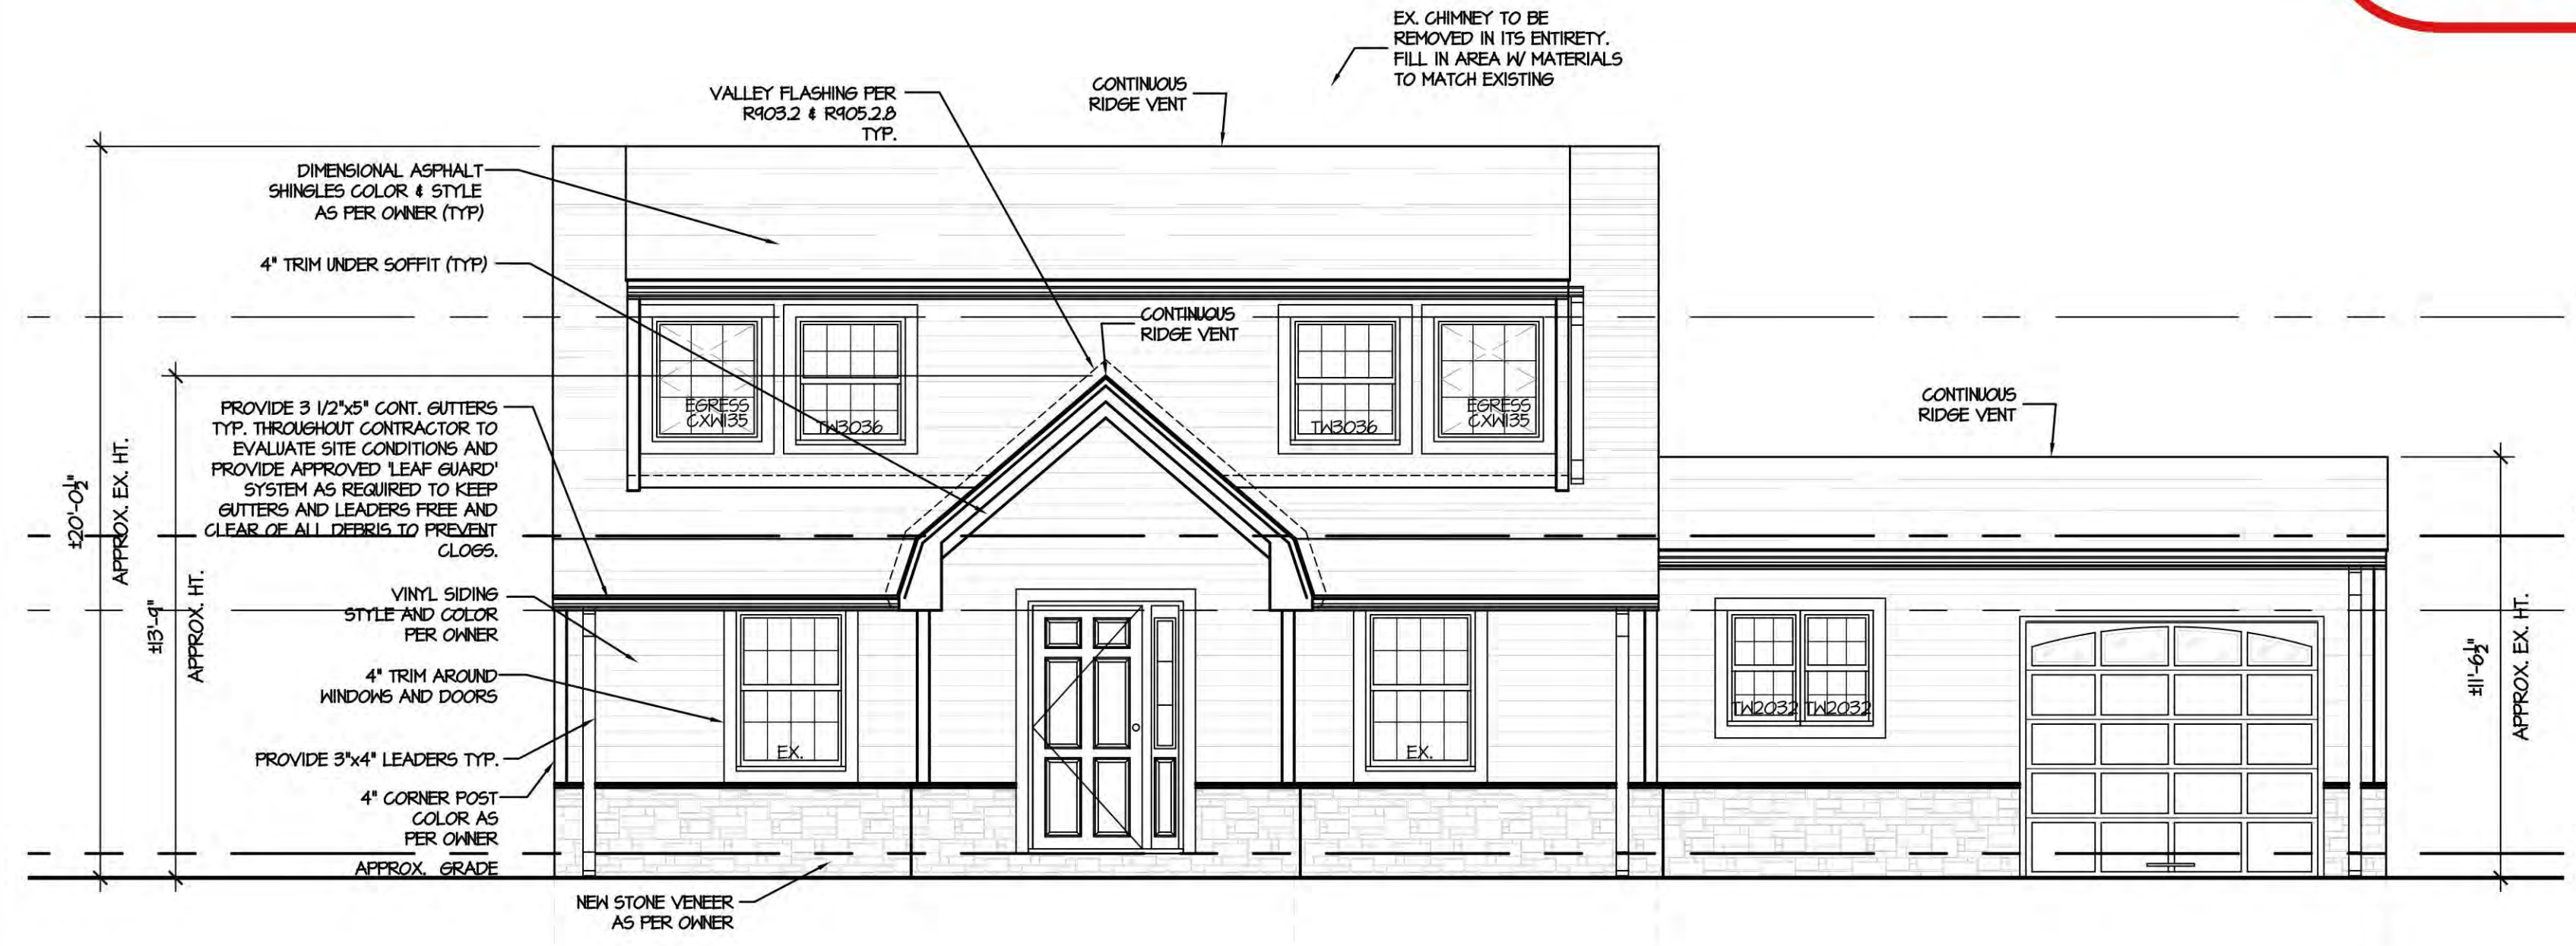 EX. CHIMNEY TO BE
REMOVED IN ITS ENTIRETY.
FILL IN AREA W/ MATERIALS
TO MATCH EXISTING
VALLEY FLASHING PER
R903.2 & R905.2.8
TYP.
CONTINUOUS
RIDGE VENT
DIMENSIONAL ASPHALT
SHINGLES COLOR & STYLE
AS PER OWNER (TYP)
4" TRIM UNDER SOFFIT (TYP)
CONTINUOUS
RIDGE VENT
EGRESS
CXW135
TW3036
TW3036
EGRESS
CXW135
CONTINUOUS
RIDGE VENT
PROVIDE 3 1/2"x5" CONT. GUTTERS
TYP. THROUGHOUT CONTRACTOR TO
EVALUATE SITE CONDITIONS AND
PROVIDE APPROVED 'LEAF GUARD'
SYSTEM AS REQUIRED TO KEEP
GUTTERS AND LEADERS FREE AND
CLEAR OF ALL DEBRIS TO PREVENT
CLOGS.
±20'-0½"
APPROX. EX. HT.
±13'-9"
APPROX. HT.
VINYL SIDING
STYLE AND COLOR
PER OWNER
4" TRIM AROUND
WINDOWS AND DOORS
PROVIDE 3"x4" LEADERS TYP.
4" CORNER POST
COLOR AS
PER OWNER
APPROX. GRADE
EX.
EX.
TW2032
TW2032
±11'-6½"
APPROX. EX. HT.
NEW STONE VENEER
AS PER OWNER